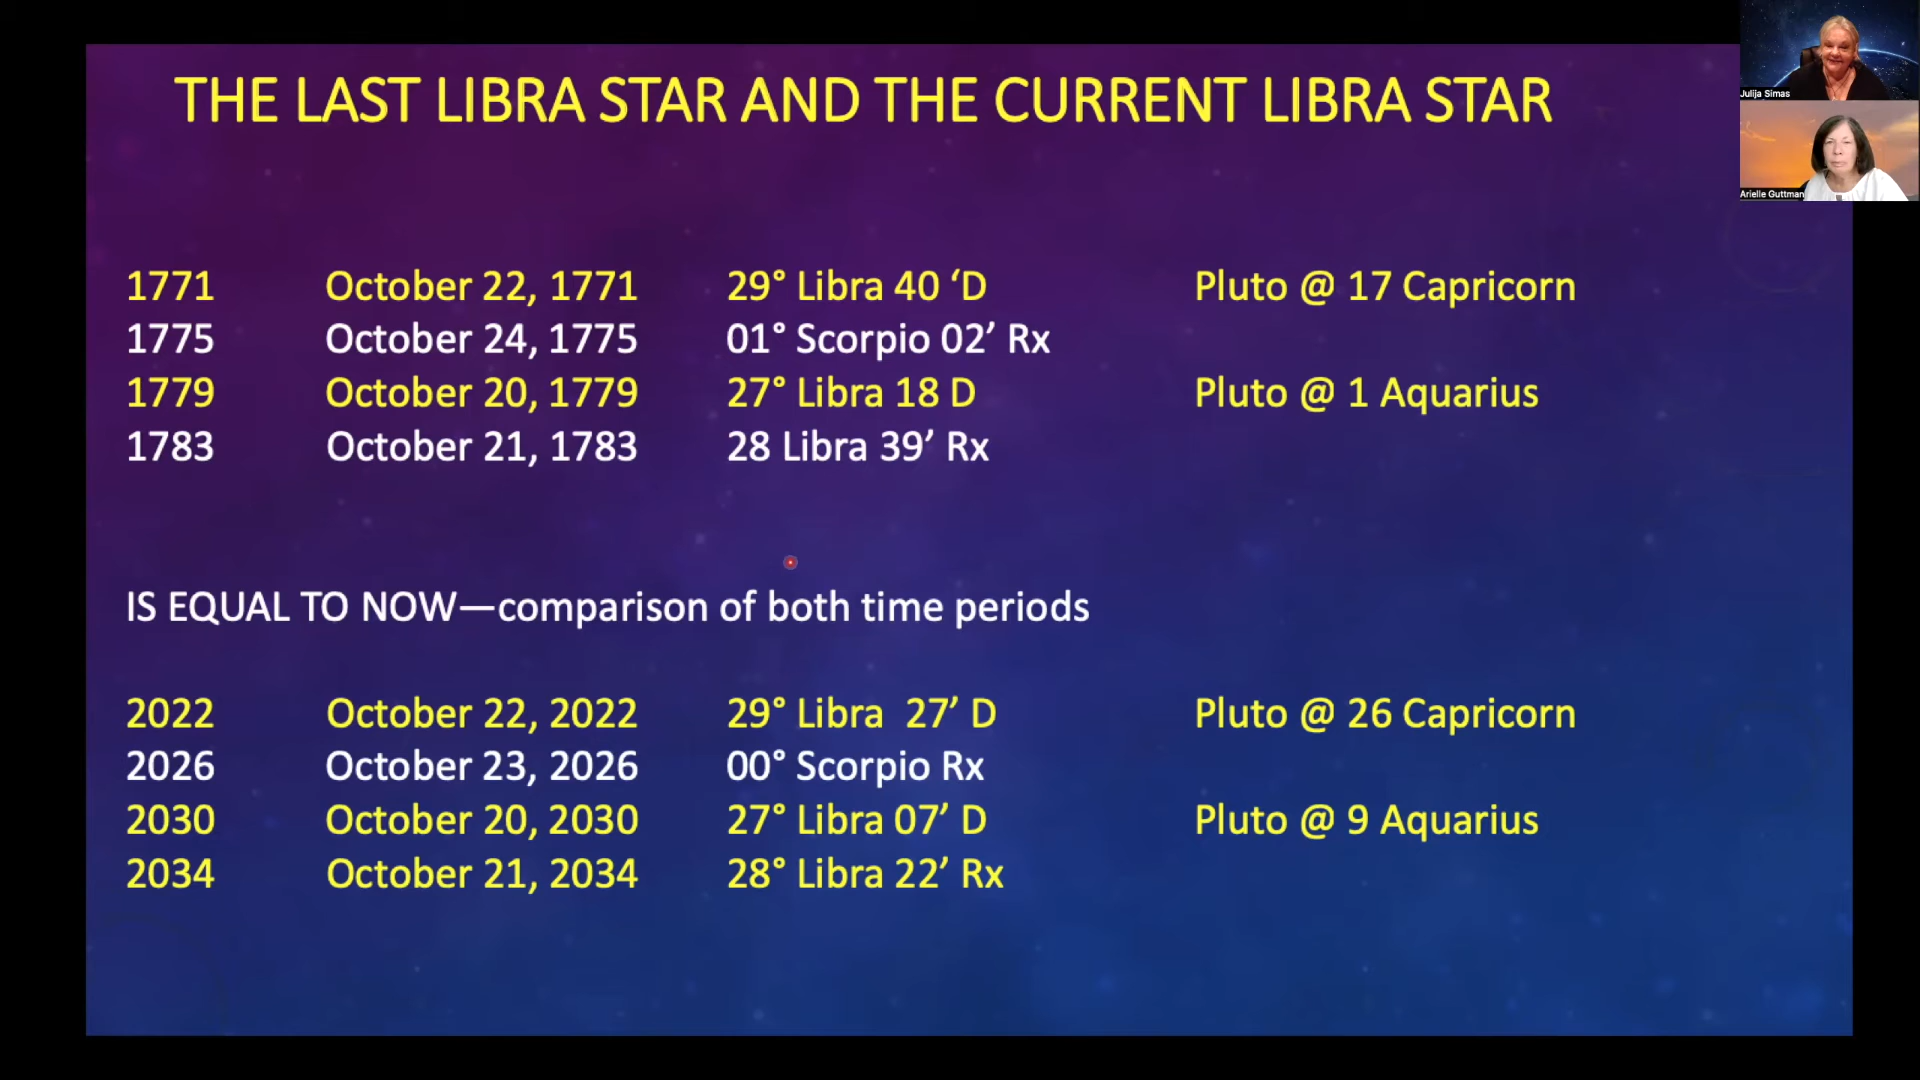 THE LAST LIBRA STAR AND THE CURRENT LIBRA STAR
Julija Simas
Arielle Guttman
1771 October 22, 1771 29° Libra 40 ‘D Pluto @ 17 Capricorn
1775 October 24, 1775 01° Scorpio 02’ Rx
1779 October 20, 1779 27° Libra 18 D Pluto @ 1 Aquarius
1783 October 21, 1783 28 Libra 39’ Rx
IS EQUAL TO NOW—comparison of both time periods
2022 October 22, 2022 29° Libra 27’ D Pluto @ 26 Capricorn
2026 October 23, 2026 00° Scorpio Rx
2030 October 20, 2030 27° Libra 07’ D Pluto @ 9 Aquarius
2034 October 21, 2034 28° Libra 22’ Rx